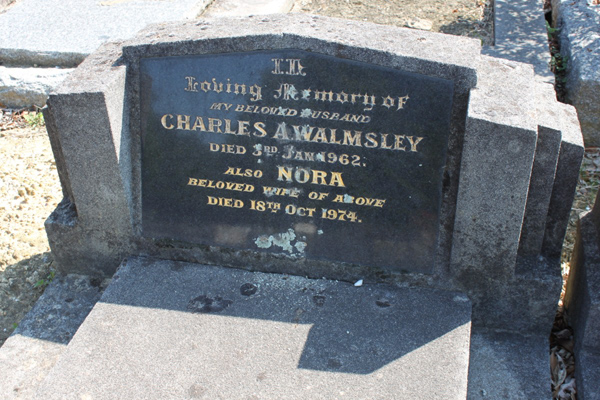 In
Loving Memory of
MY BELOVED HUSBAND
CHARLES A. WALMSLEY
DIED 3RD JAN 1962.
ALSO NORA
BELOVED WIFE OF ABOVE
DIED 18TH OCT 1974.